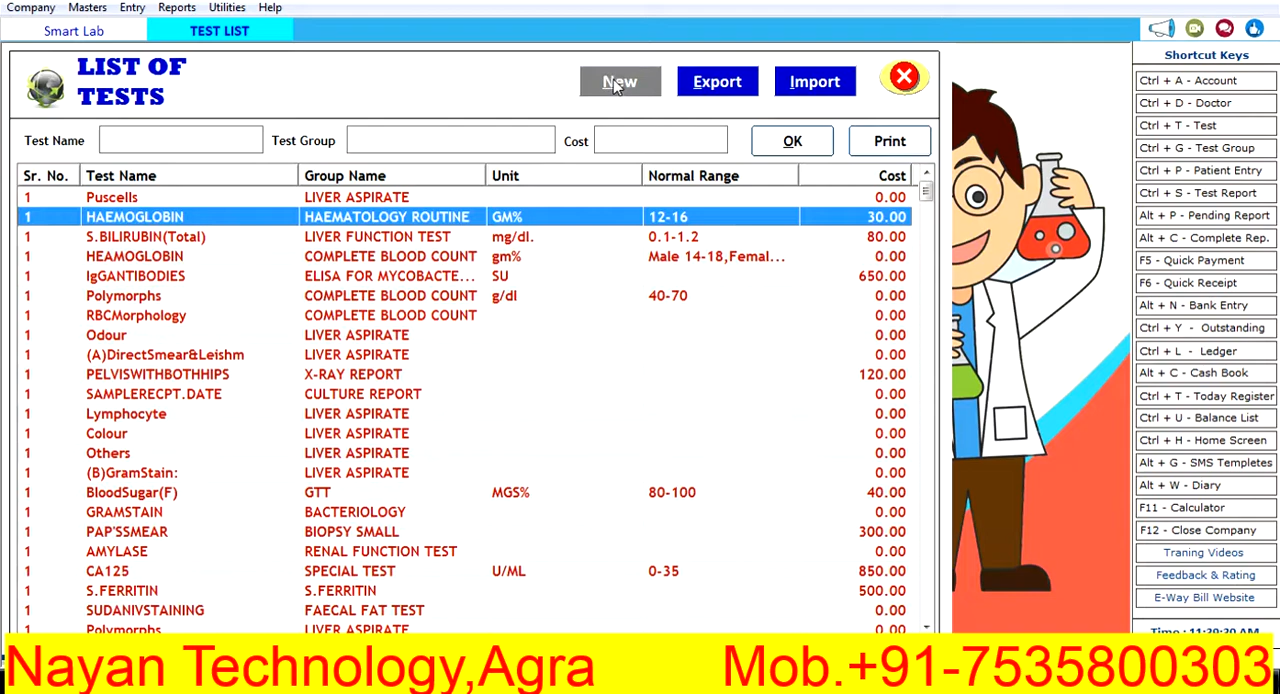 Company Masters Entry Reports Utilities Help
Smart Lab TEST LIST
LIST OF
TESTS
New Export Import
Test Name Test Group Cost OK Print
Sr. No. Test Name Group Name Unit Normal Range Cost
1 Puscells LIVER ASPIRATE 0.00
1 HAEMOGLOBIN HAEMATOLOGY ROUTINE GM% 12-16 30.00
1 S.BILIRUBIN(Total) LIVER FUNCTION TEST mg/dl. 0.1-1.2 80.00
1 HEAMOGLOBIN COMPLETE BLOOD COUNT gm% Male 14-18,Femal... 0.00
1 IgGANTIBODIES ELISA FOR MYCOBACTE... SU 650.00
1 Polymorphs COMPLETE BLOOD COUNT g/dl 40-70 0.00
1 RBCMorphology COMPLETE BLOOD COUNT 0.00
1 Odour LIVER ASPIRATE 0.00
1 (A)DirectSmear&Leishm LIVER ASPIRATE 0.00
1 PELVISWITHBOTHHIPS X-RAY REPORT 120.00
1 SAMPLERECPT.DATE CULTURE REPORT 0.00
1 Lymphocyte LIVER ASPIRATE 0.00
1 Colour LIVER ASPIRATE 0.00
1 Others LIVER ASPIRATE 0.00
1 (B)GramStain: LIVER ASPIRATE 0.00
1 BloodSugar(F) GTT MGS% 80-100 40.00
1 GRAMSTAIN BACTERIOLOGY 0.00
1 PAP'SSMEAR BIOPSY SMALL 300.00
1 AMYLASE RENAL FUNCTION TEST 0.00
1 CA125 SPECIAL TEST U/ML 0-35 850.00
1 S.FERRITIN S.FERRITIN 500.00
1 SUDANIVSTAINING FAECAL FAT TEST 0.00
1 Polymorphs LIVER ASPIRATE 0.00
Shortcut Keys
Ctrl + A - Account
Ctrl + D - Doctor
Ctrl + T - Test
Ctrl + G - Test Group
Ctrl + P - Patient Entry
Ctrl + S - Test Report
Alt + P - Pending Report
Alt + C - Complete Rep.
F5 - Quick Payment
F6 - Quick Receipt
Alt + N - Bank Entry
Ctrl + Y - Outstanding
Ctrl + L - Ledger
Alt + C - Cash Book
Ctrl + T - Today Register
Ctrl + U - Balance List
Ctrl + H - Home Screen
Alt + G - SMS Templetes
Alt + W - Diary
F11 - Calculator
F12 - Close Company
Traning Videos
Feedback & Rating
E-Way Bill Website
Nayan Technology,Agra Mob.+91-7535800303